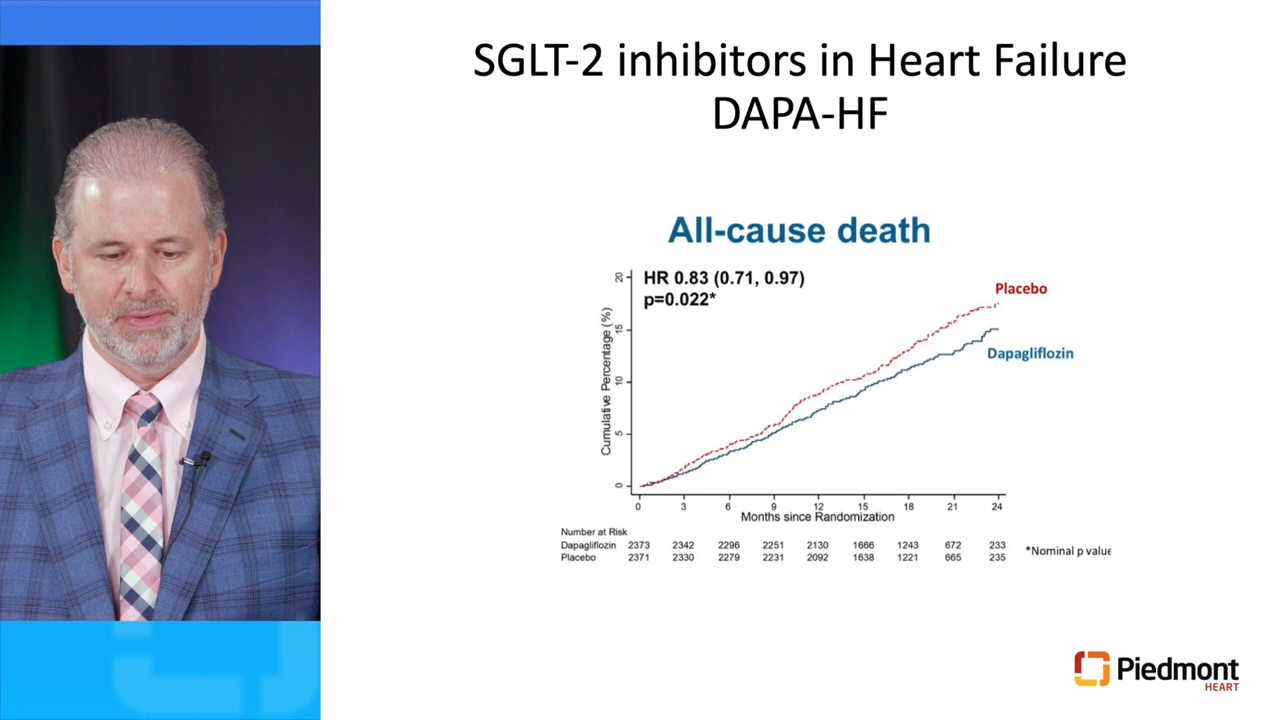 SGLT-2 inhibitors in Heart Failure
DAPA-HF
All-cause death
HR 0.83 (0.71, 0.97)
p=0.022*
Placebo
Dapagliflozin
Cumulative Percentage (%)
20
15
10
5
0
0 3 6 9 12 15 18 21 24
Months since Randomization
Number at Risk
Dapagliflozin 2373 2342 2296 2251 2130 1666 1243 672 233
Placebo 2371 2330 2279 2231 2092 1638 1221 665 235
*Nominal p value
Piedmont
HEART